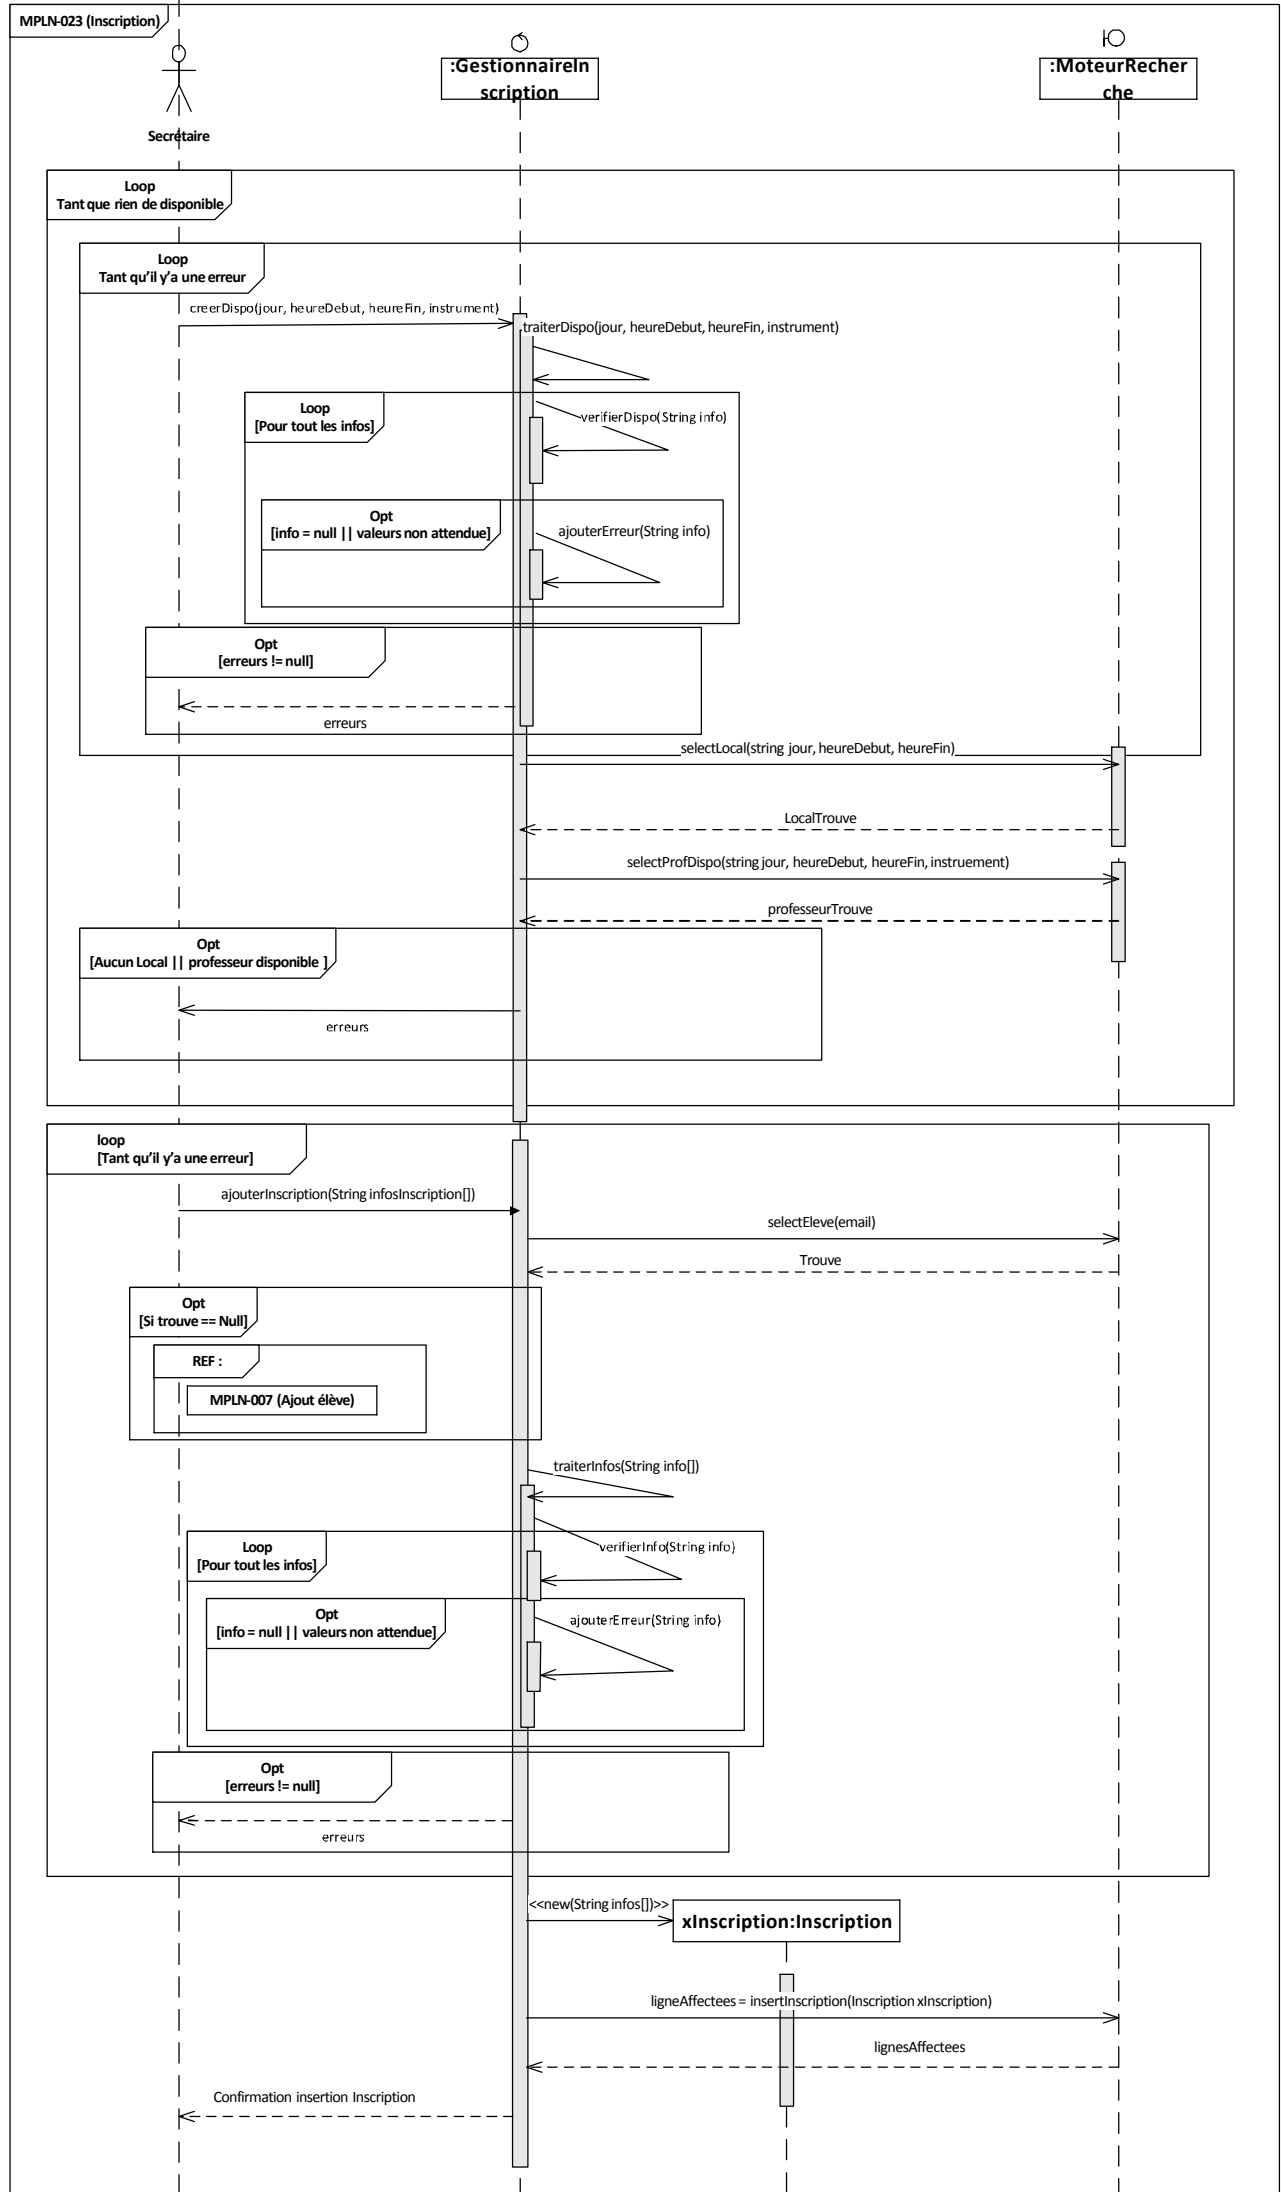 MPLN-023 (Inscription)
:GestionnaireIn
scription
:MoteurRecher
che
Secrétaire
Loop
Tant que rien de disponible
Loop
Tant qu’il y’a une erreur
creerDispo(jour, heureDebut, heureFin, instrument)
traiterDispo(jour, heureDebut, heureFin, instrument)
Loop
[Pour tout les infos]
verifierDispo(String info)
Opt
[info = null || valeurs non attendue]
ajouterErreur(String info)
Opt
[erreurs != null]
erreurs
selectLocal(string jour, heureDebut, heureFin)
LocalTrouve
selectProfDispo(string jour, heureDebut, heureFin, instruement)
professeurTrouve
Opt
[Aucun Local || professeur disponible ]
erreurs
loop
[Tant qu’il y’a une erreur]
ajouterInscription(String infosInscription[])
selectEleve(email)
Trouve
Opt
[Si trouve == Null]
REF :
MPLN-007 (Ajout élève)
traiterInfos(String info[])
Loop
[Pour tout les infos]
verifierInfo(String info)
Opt
[info = null || valeurs non attendue]
ajouterErreur(String info)
Opt
[erreurs != null]
erreurs
<<new(String infos[])>>
xInscription:Inscription
ligneAffectees = insertInscription(Inscription xInscription)
lignesAffectees
Confirmation insertion Inscription